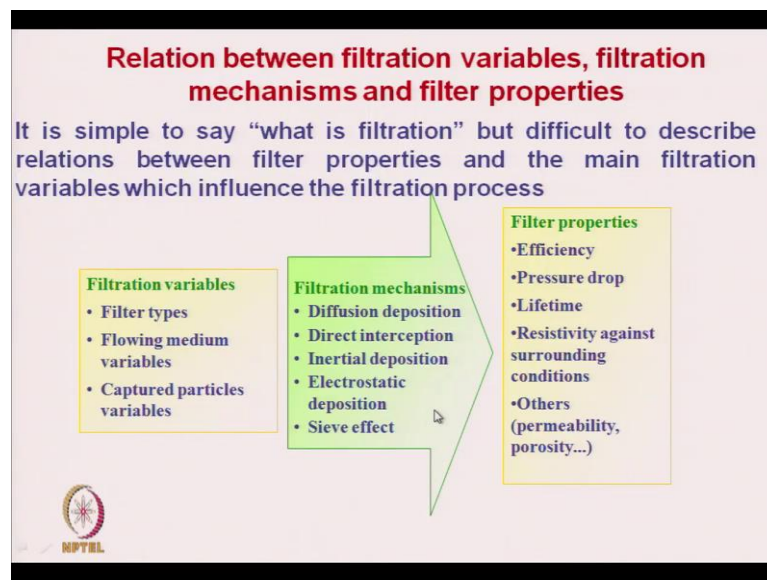 Relation between filtration variables, filtration
mechanisms and filter properties
It is simple to say “what is filtration” but difficult to describe
relations between filter properties and the main filtration
variables which influence the filtration process
Filtration variables
• Filter types
• Flowing medium
variables
• Captured particles
variables
Filtration mechanisms
• Diffusion deposition
• Direct interception
• Inertial deposition
• Electrostatic
deposition
• Sieve effect
Filter properties
•Efficiency
•Pressure drop
•Lifetime
•Resistivity against
surrounding
conditions
•Others
(permeability,
porosity...)
NPTEL